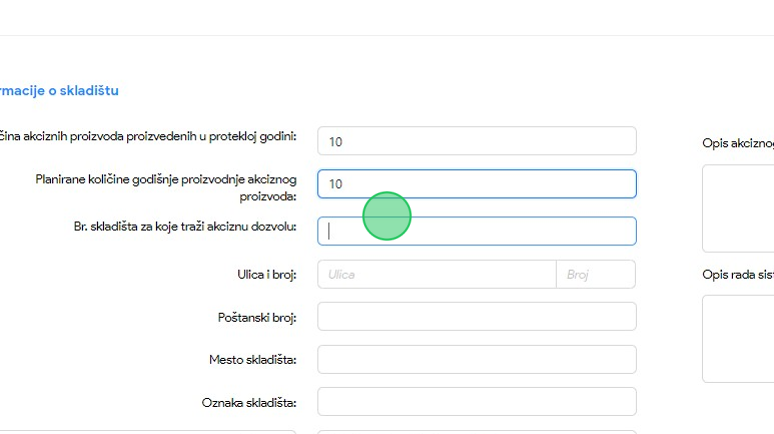 rmacije o skladištu
čina akciznih proizvoda proizvedenih u protekloj godini:
10
Opis akciznog
Planirane količine godišnje proizvodnje akciznog
proizvoda:
10
Br. skladišta za koje traži akciznu dozvolu:
Ulica i broj:
Ulica
Broj
Opis rada sist
Poštanski broj:
Mesto skladišta:
Oznaka skladišta: